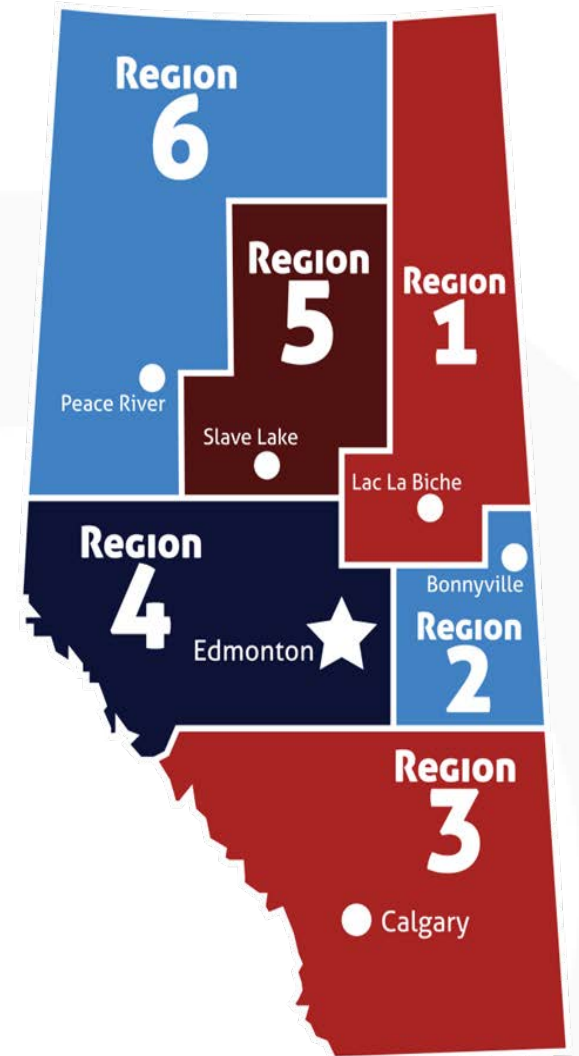 Region
6
Region
5
Region
1
Peace River
Slave Lake
Lac La Biche
Region
4
Edmonton
Bonnyville
Region
2
Region
3
Calgary